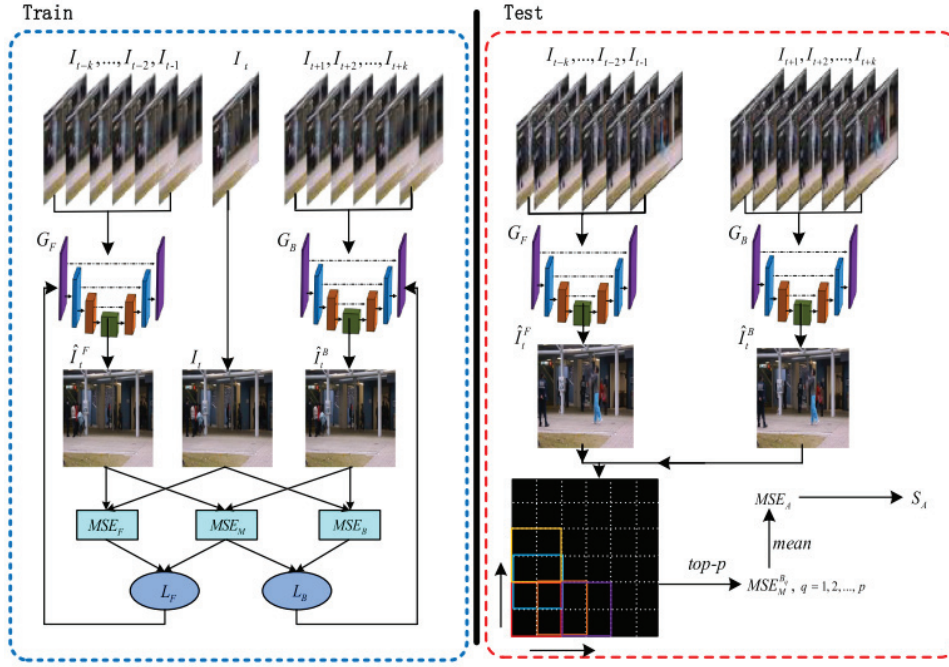 Train
Test
I_{t-k},...,I_{t-2},I_{t-1}
I_t
I_{t+1},I_{t+2},...,I_{t+k}
I_{t-k},...,I_{t-2},I_{t-1}
I_{t+1},I_{t+2},...,I_{t+k}
G_F
G_B
G_F
G_B
Î_t^F
I_t
Î_t^B
Î_t^F
Î_t^B
MSE_F
MSE_M
MSE_B
L_F
L_B
MSE_A
S_A
mean
top-p
MSE_M^{B_q}, q = 1, 2, ..., p